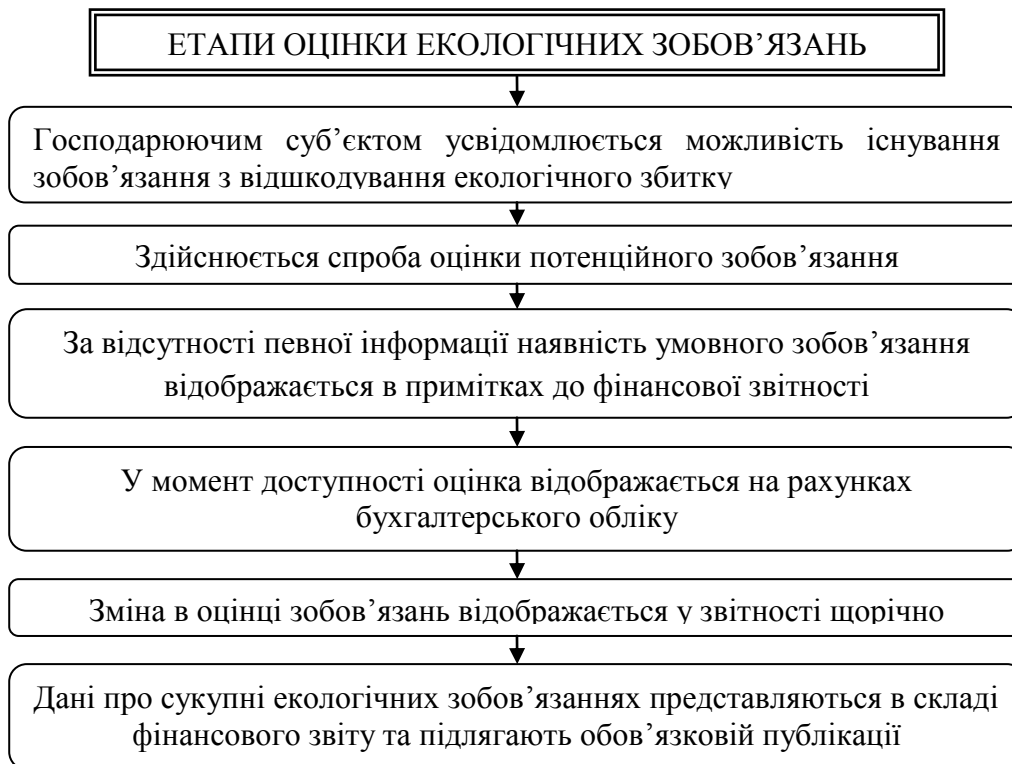 ЕТАПИ ОЦІНКИ ЕКОЛОГІЧНИХ ЗОБОВ’ЯЗАНЬ
Господарюючим суб’єктом усвідомлюється можливість існування
зобов’язання з відшкодування екологічного збитку
Здійснюється спроба оцінки потенційного зобов’язання
За відсутності певної інформації наявність умовного зобов’язання
відображається в примітках до фінансової звітності
У момент доступності оцінка відображається на рахунках
бухгалтерського обліку
Зміна в оцінці зобов’язань відображається у звітності щорічно
Дані про сукупні екологічних зобов’язаннях представляються в складі
фінансового звіту та підлягають обов’язковій публікації